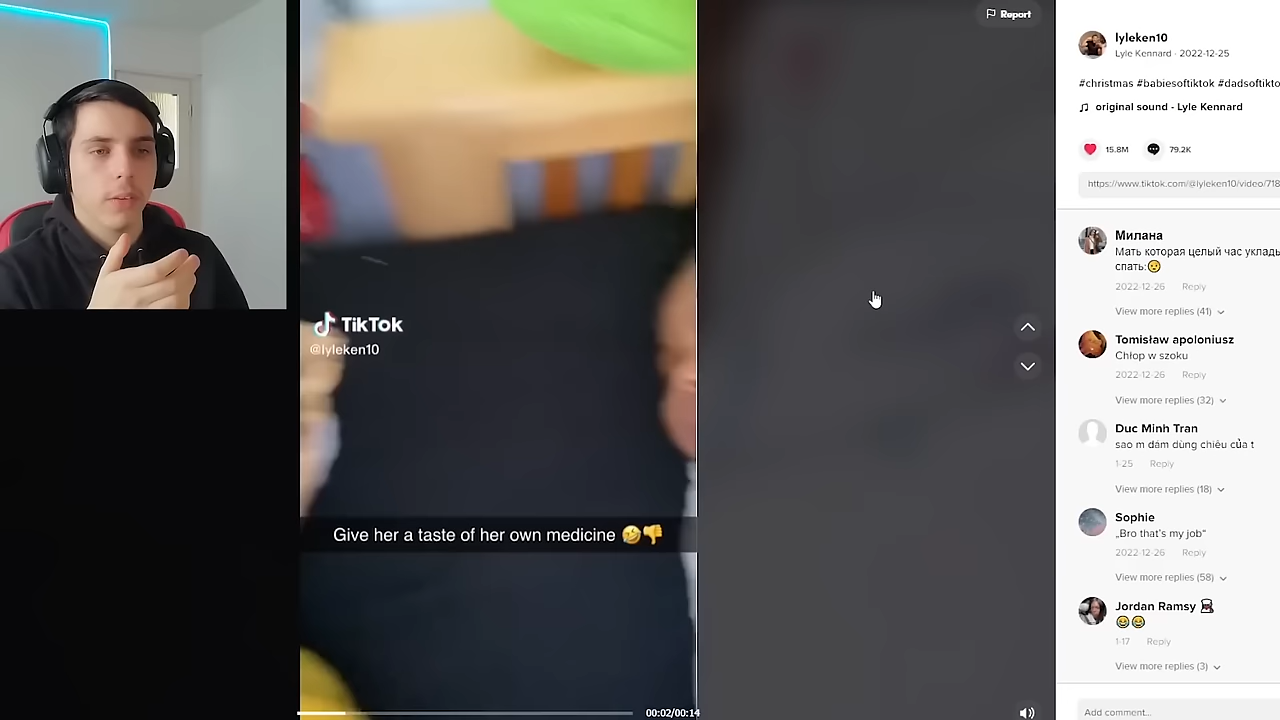 Report
lyleken10
Lyle Kennard · 2022-12-25
#christmas #babiesoftiktok #dadsoftikto
original sound - Lyle Kennard
15.8M
79.2K
https://www.tiktok.com/@lyleken10/video/718
Милана
Мать которая целый час уклады
спать:😉
2022-12-26 Reply
View more replies (41)
Tomisław apoloniusz
Chłop w szoku
2022-12-26 Reply
View more replies (32)
Duc Minh Tran
sao m dám dùng chiêu của t
1-25 Reply
View more replies (18)
Sophie
„Bro that's my job"
2022-12-26 Reply
View more replies (58)
Jordan Ramsy
😂😂
1-17 Reply
View more replies (3)
Add comment...
TikTok
@lyleken10
Give her a taste of her own medicine 🤣👎
00:02/00:14